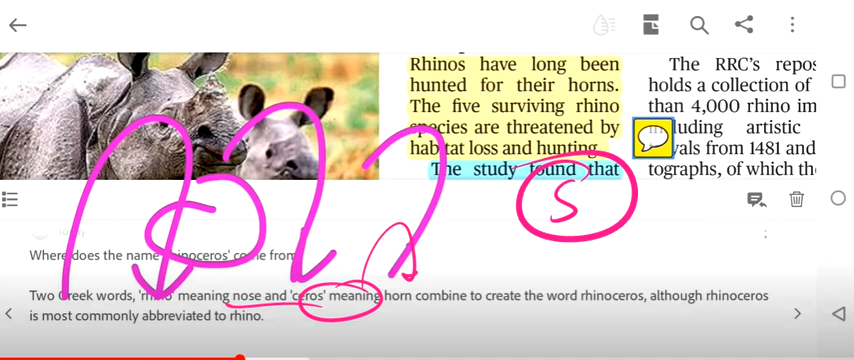 Rhinos have long been
hunted for their horns.
The five surviving rhino
species are threatened by
habitat loss and hunting.
The study found that
The RRC's repos
holds a collection of
than 4,000 rhino im
artistic
vals from 1481 and
tographs, of which the
5
Where does the name 'rhinoceros' come from
Two Greek words, 'rhino' meaning nose and 'ceros' meaning horn combine to create the word rhinoceros, although rhinoceros
is most commonly abbreviated to rhino.